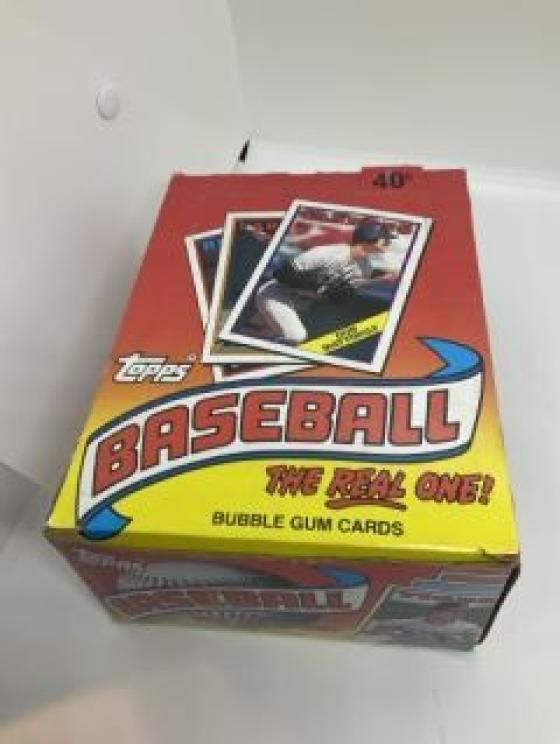 40¢
Topps®
BASEBALL
THE REAL ONE!
BUBBLE GUM CARDS
TOPPS
BASEBALL